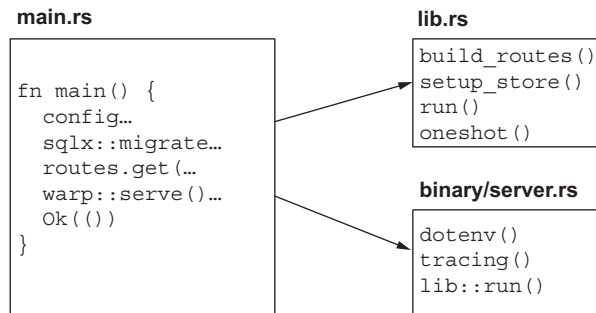 main.rs
fn main() {
config…
sqlx::migrate…
routes.get(…
warp::serve()…
Ok(())
}
lib.rs
build_routes()
setup_store()
run()
oneshot()
binary/server.rs
dotenv()
tracing()
lib::run()